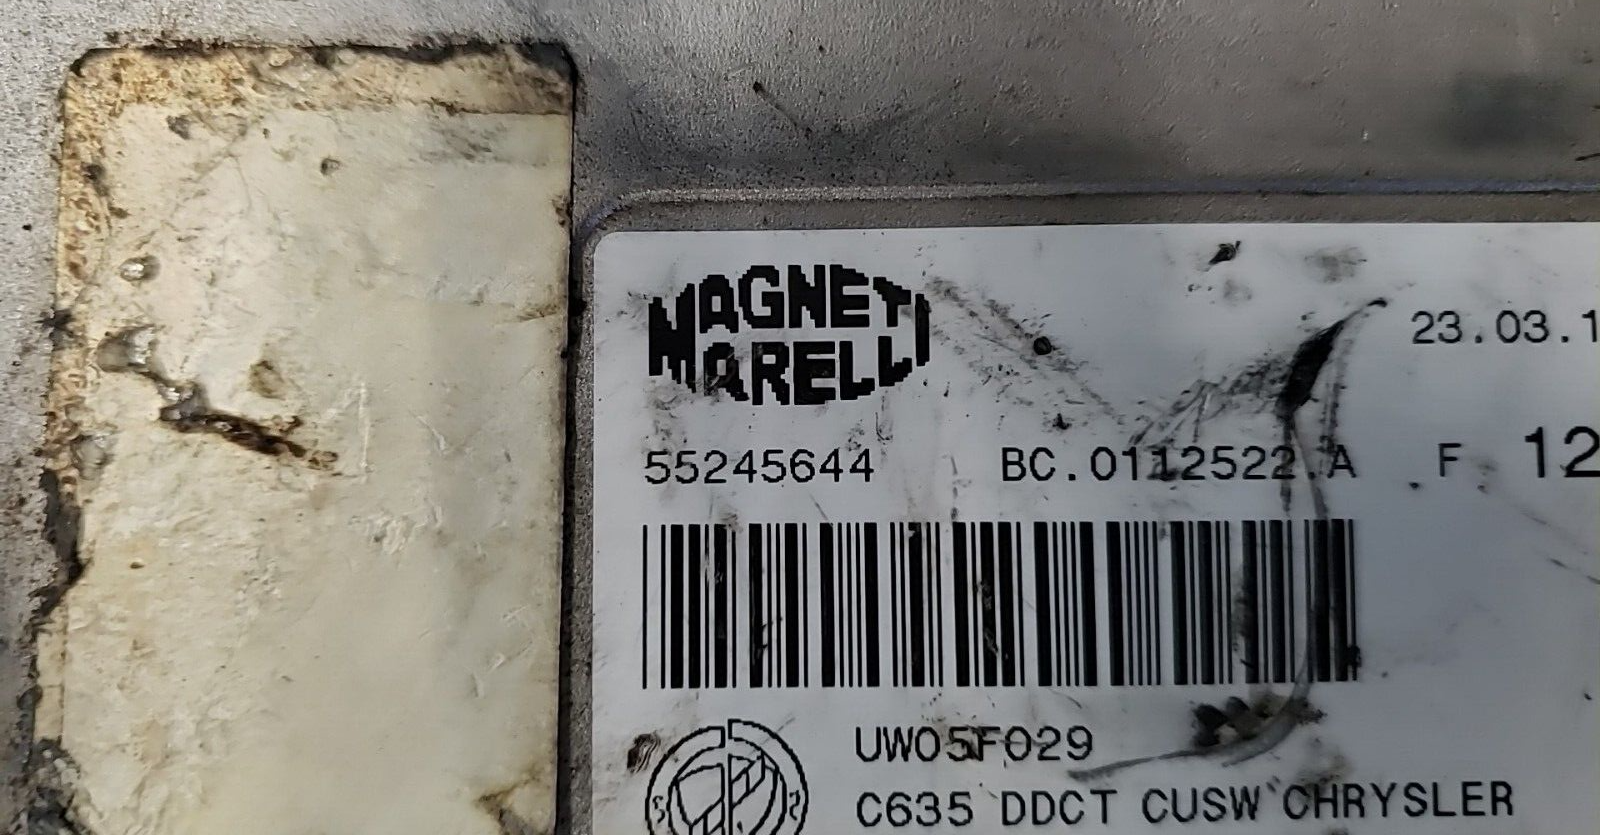 MAGNETI
MARELLI
23.03.1
55245644 BC.0112522.A F 12
UW05F029
C635 DDCT CUSW CHRYSLER